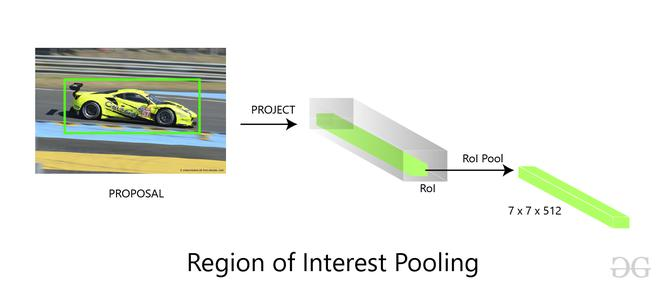 PROJECT
RoI Pool
PROPOSAL
RoI
7 x 7 x 512
Region of Interest Pooling